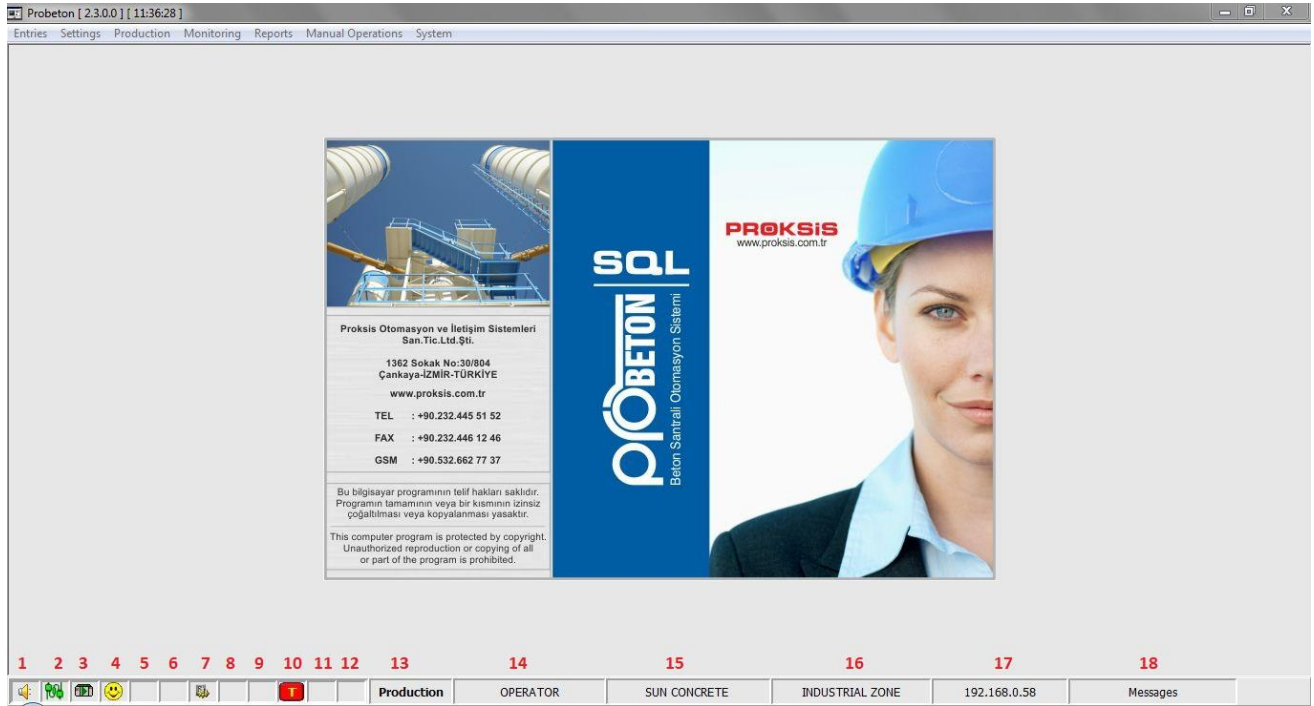 Probeton [ 2.3.0.0 ] [ 11:36:28 ]
Entries Settings Production Monitoring Reports Manual Operations System
Proksis Otomasyon ve İletişim Sistemleri
San.Tic.Ltd.Şti.
1362 Sokak No:30/804
Çankaya-İZMİR-TÜRKİYE
www.proksis.com.tr
TEL : +90.232.445 51 52
FAX : +90.232.446 12 46
GSM : +90.532.662 77 37
Bu bilgisayar programının telif hakları saklıdır.
Programın tamamının veya bir kısmının izinsiz
çoğaltılması veya kopyalanması yasaktır.
This computer program is protected by copyright.
Unauthorized reproduction or copying of all
or part of the program is prohibited.
SQL
PROBETON
Beton Santrali Otomasyon Sistemi
PROKSiS
www.proksis.com.tr
1 2 3 4 5 6 7 8 9 10 11 12 13 14 15 16 17 18
T Production OPERATOR SUN CONCRETE INDUSTRIAL ZONE 192.168.0.58 Messages